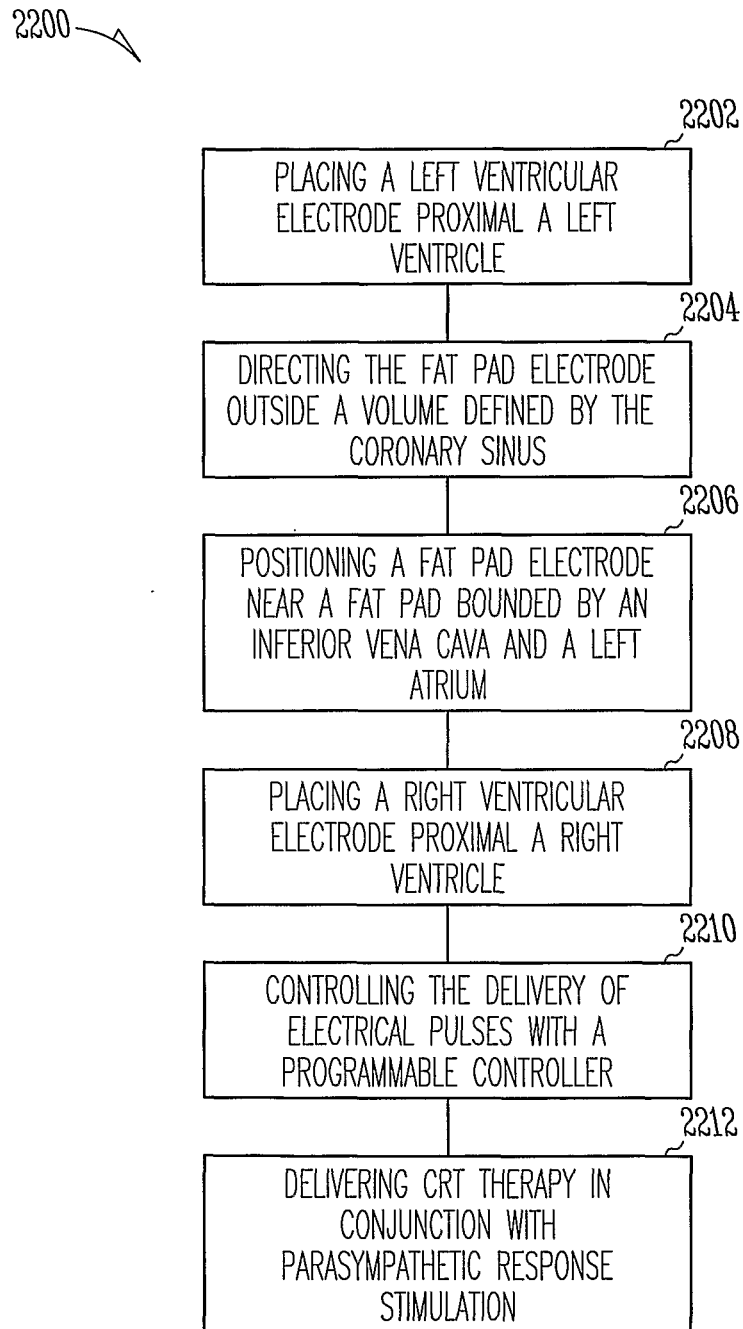 2200
2202
PLACING A LEFT VENTRICULAR
ELECTRODE PROXIMAL A LEFT
VENTRICLE
2204
DIRECTING THE FAT PAD ELECTRODE
OUTSIDE A VOLUME DEFINED BY THE
CORONARY SINUS
2206
POSITIONING A FAT PAD ELECTRODE
NEAR A FAT PAD BOUNDED BY AN
INFERIOR VENA CAVA AND A LEFT
ATRIUM
2208
PLACING A RIGHT VENTRICULAR
ELECTRODE PROXIMAL A RIGHT
VENTRICLE
2210
CONTROLLING THE DELIVERY OF
ELECTRICAL PULSES WITH A
PROGRAMMABLE CONTROLLER
2212
DELIVERING CRT THERAPY IN
CONJUNCTION WITH
PARASYMPATHETIC RESPONSE
STIMULATION